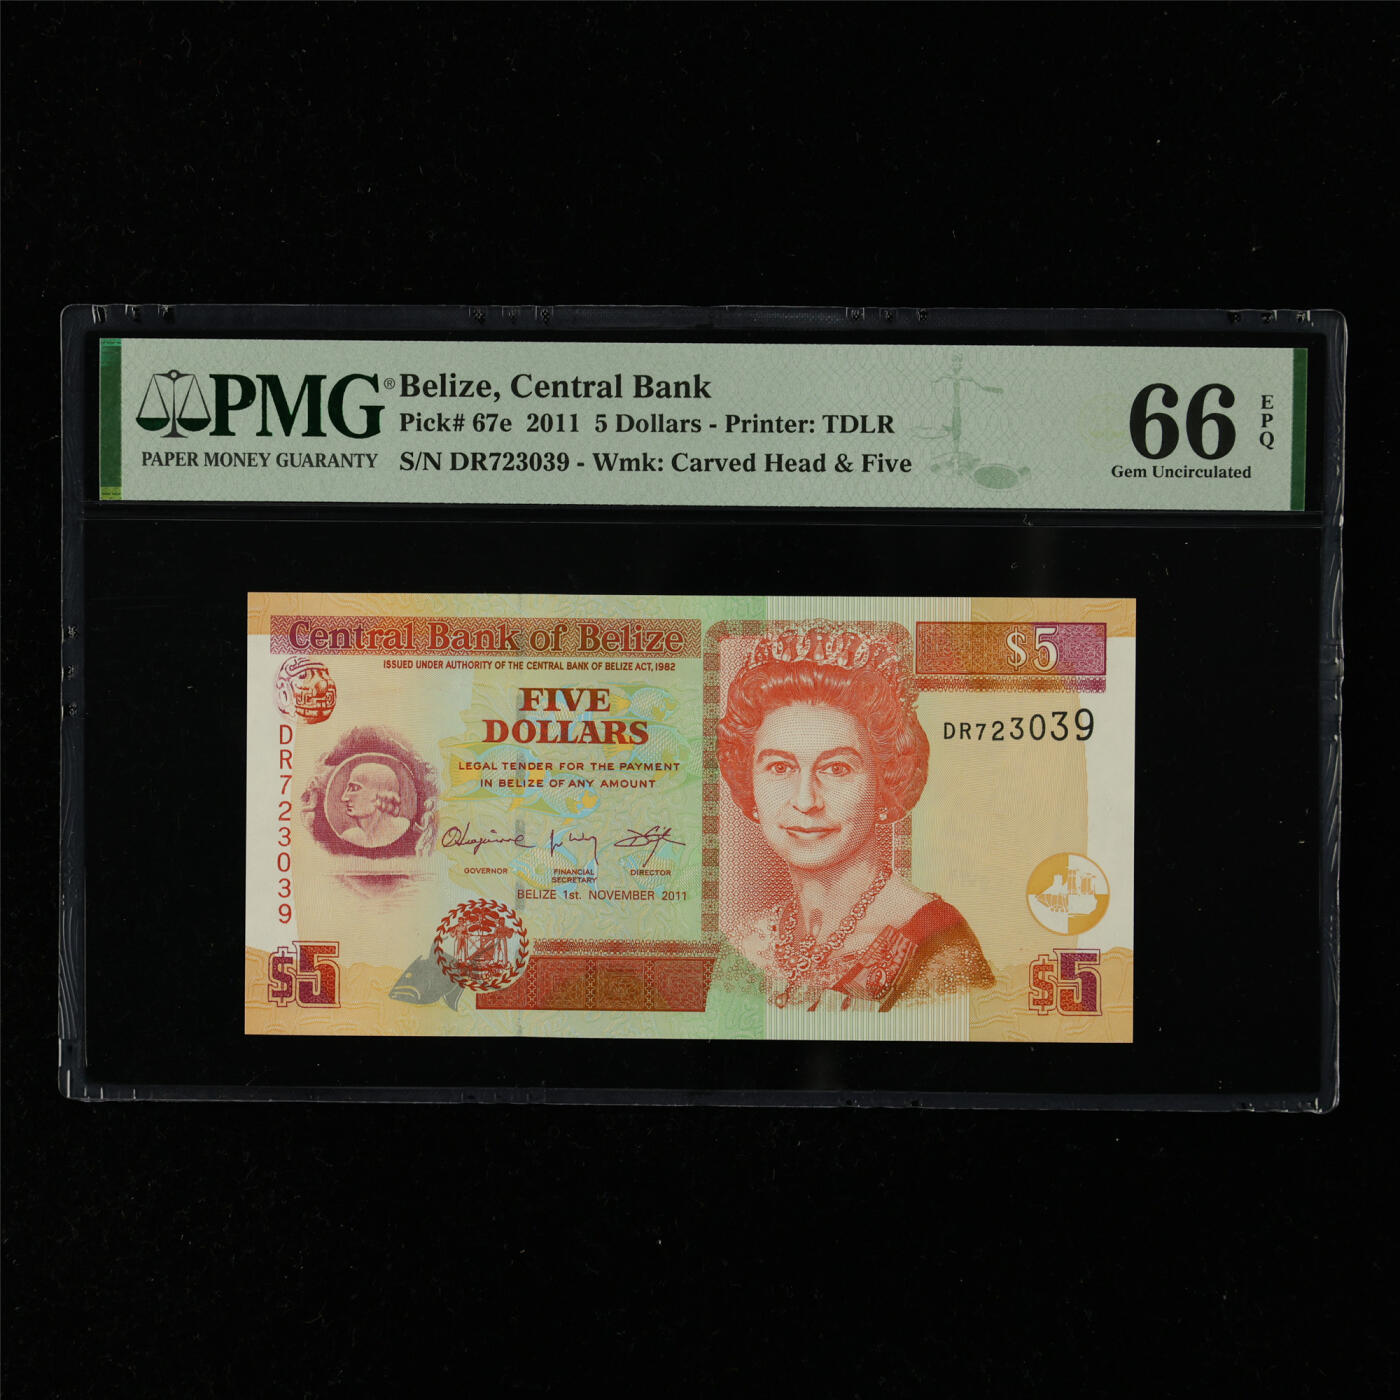 PMG®
PAPER MONEY GUARANTY
Belize, Central Bank
Pick# 67e 2011 5 Dollars - Printer: TDLR
S/N DR723039 - Wmk: Carved Head & Five
66
EPQ
Gem Uncirculated
Central Bank of Belize
ISSUED UNDER AUTHORITY OF THE CENTRAL BANK OF BELIZE ACT, 1982
$5
FIVE
DOLLARS
DR723039
LEGAL TENDER FOR THE PAYMENT
IN BELIZE OF ANY AMOUNT
DR723039
GOVERNOR
FINANCIAL
SECRETARY
DIRECTOR
BELIZE 1st. NOVEMBER 2011
$5
$5